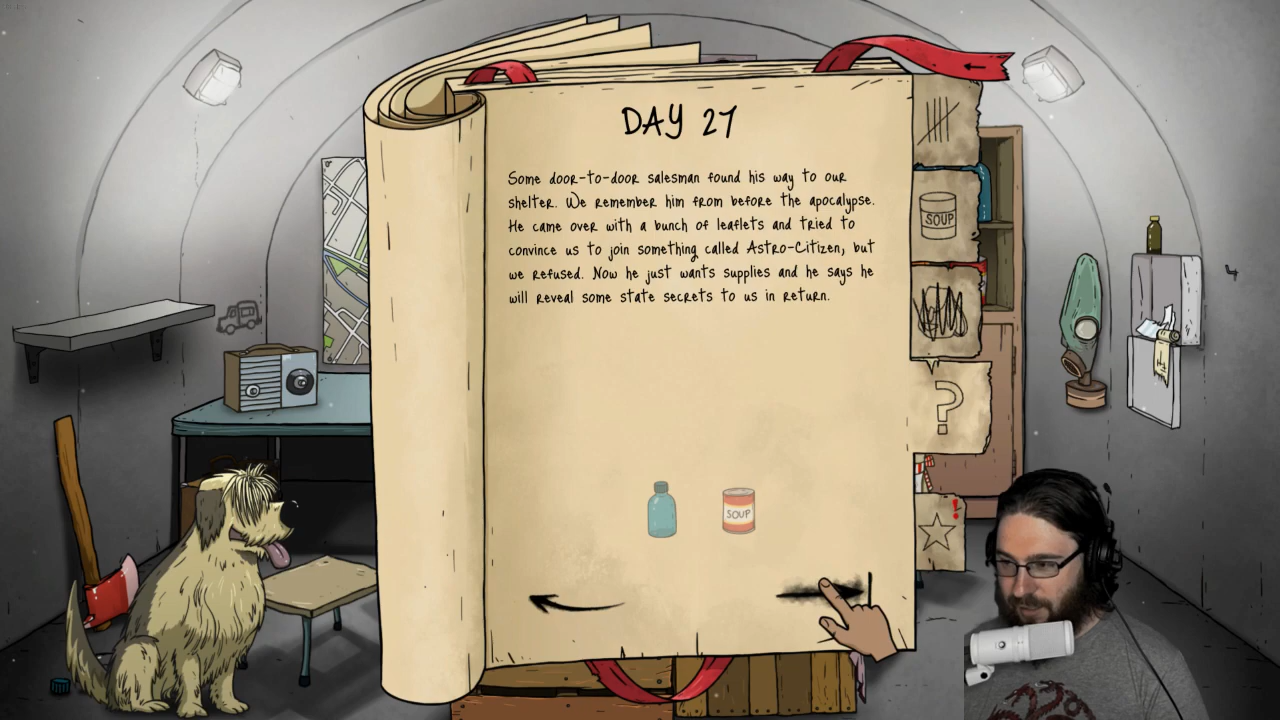 DAY 27
Some door-to-door salesman found his way to our
shelter. We remember him from before the apocalypse.
He came over with a bunch of leaflets and tried to
convince us to join something called Astro-Citizen, but
we refused. Now he just wants supplies and he says he
will reveal some state secrets to us in return.
SOUP
SOUP
?
!